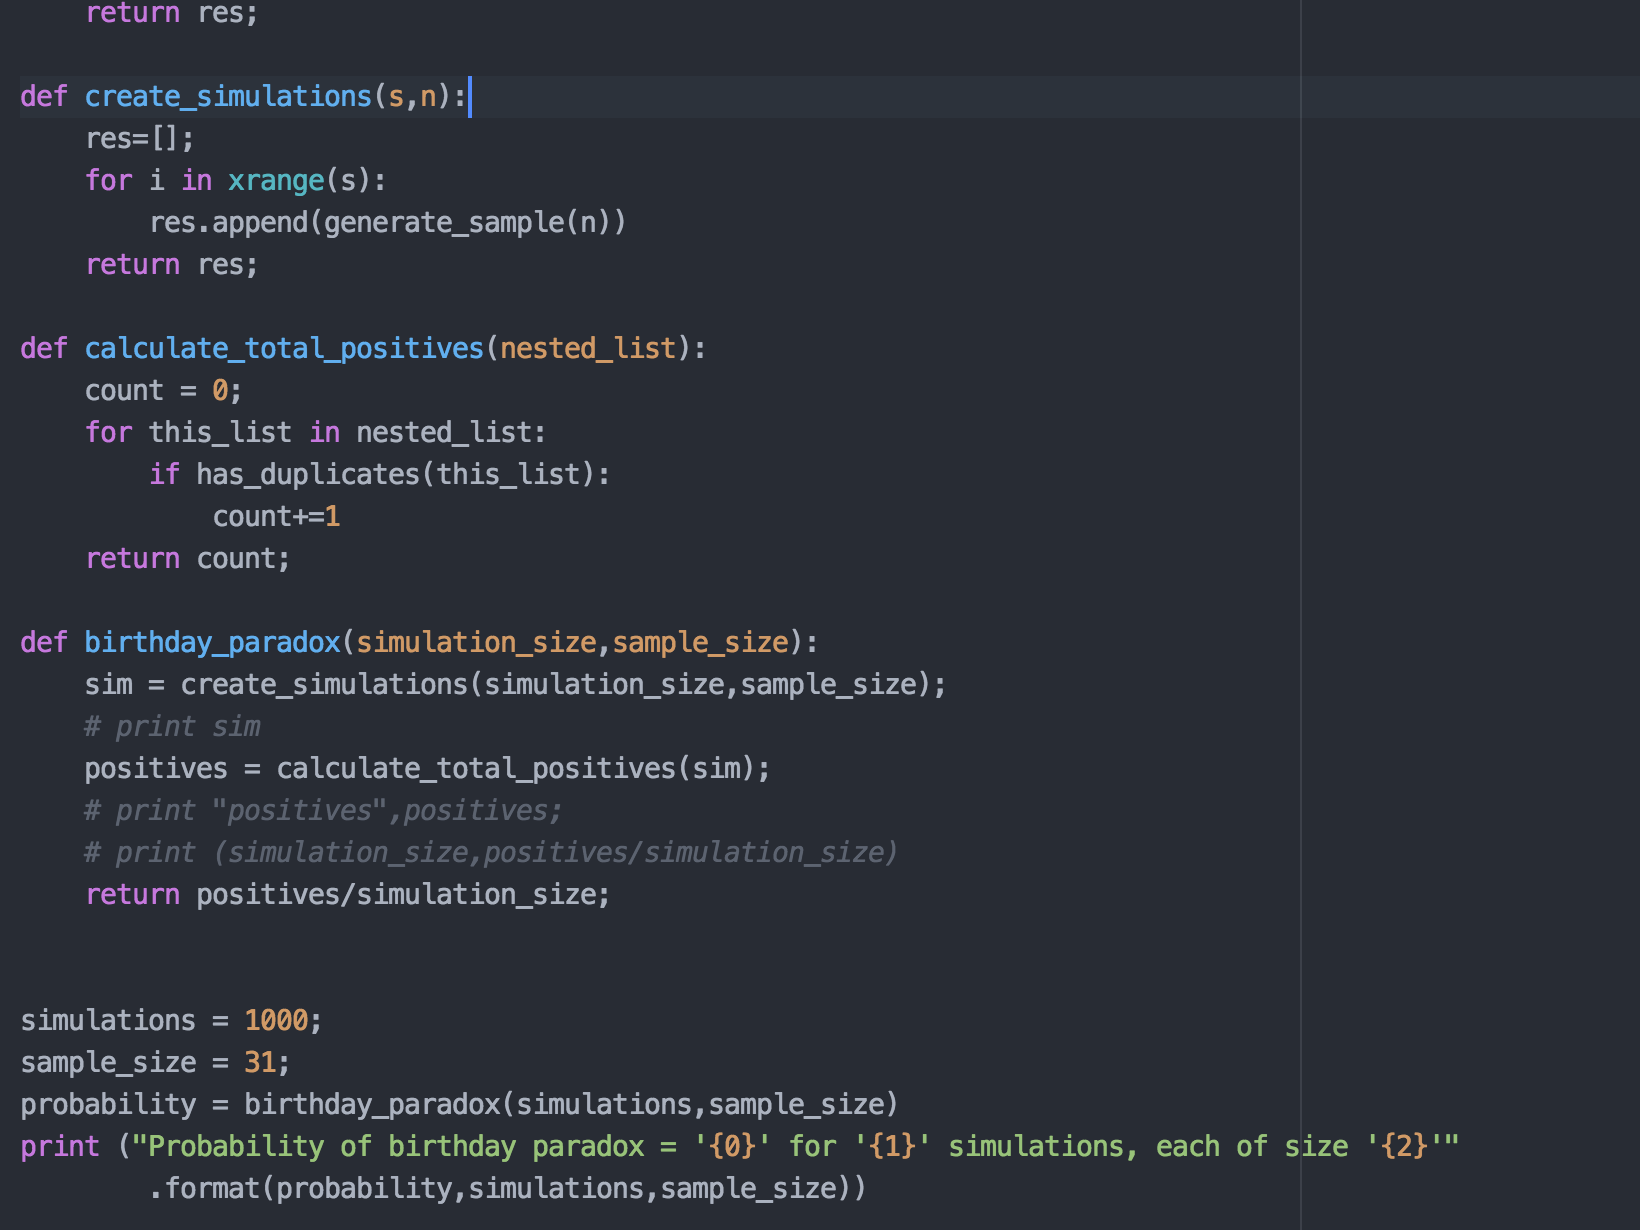 return res;

def create_simulations(s,n):
    res=[];
    for i in xrange(s):
        res.append(generate_sample(n))
    return res;

def calculate_total_positives(nested_list):
    count = 0;
    for this_list in nested_list:
        if has_duplicates(this_list):
            count+=1
    return count;

def birthday_paradox(simulation_size,sample_size):
    sim = create_simulations(simulation_size,sample_size);
    # print sim
    positives = calculate_total_positives(sim);
    # print "positives",positives;
    # print (simulation_size,positives/simulation_size)
    return positives/simulation_size;


simulations = 1000;
sample_size = 31;
probability = birthday_paradox(simulations,sample_size)
print ("Probability of birthday paradox = '{0}' for '{1}' simulations, each of size '{2}'"
        .format(probability,simulations,sample_size))